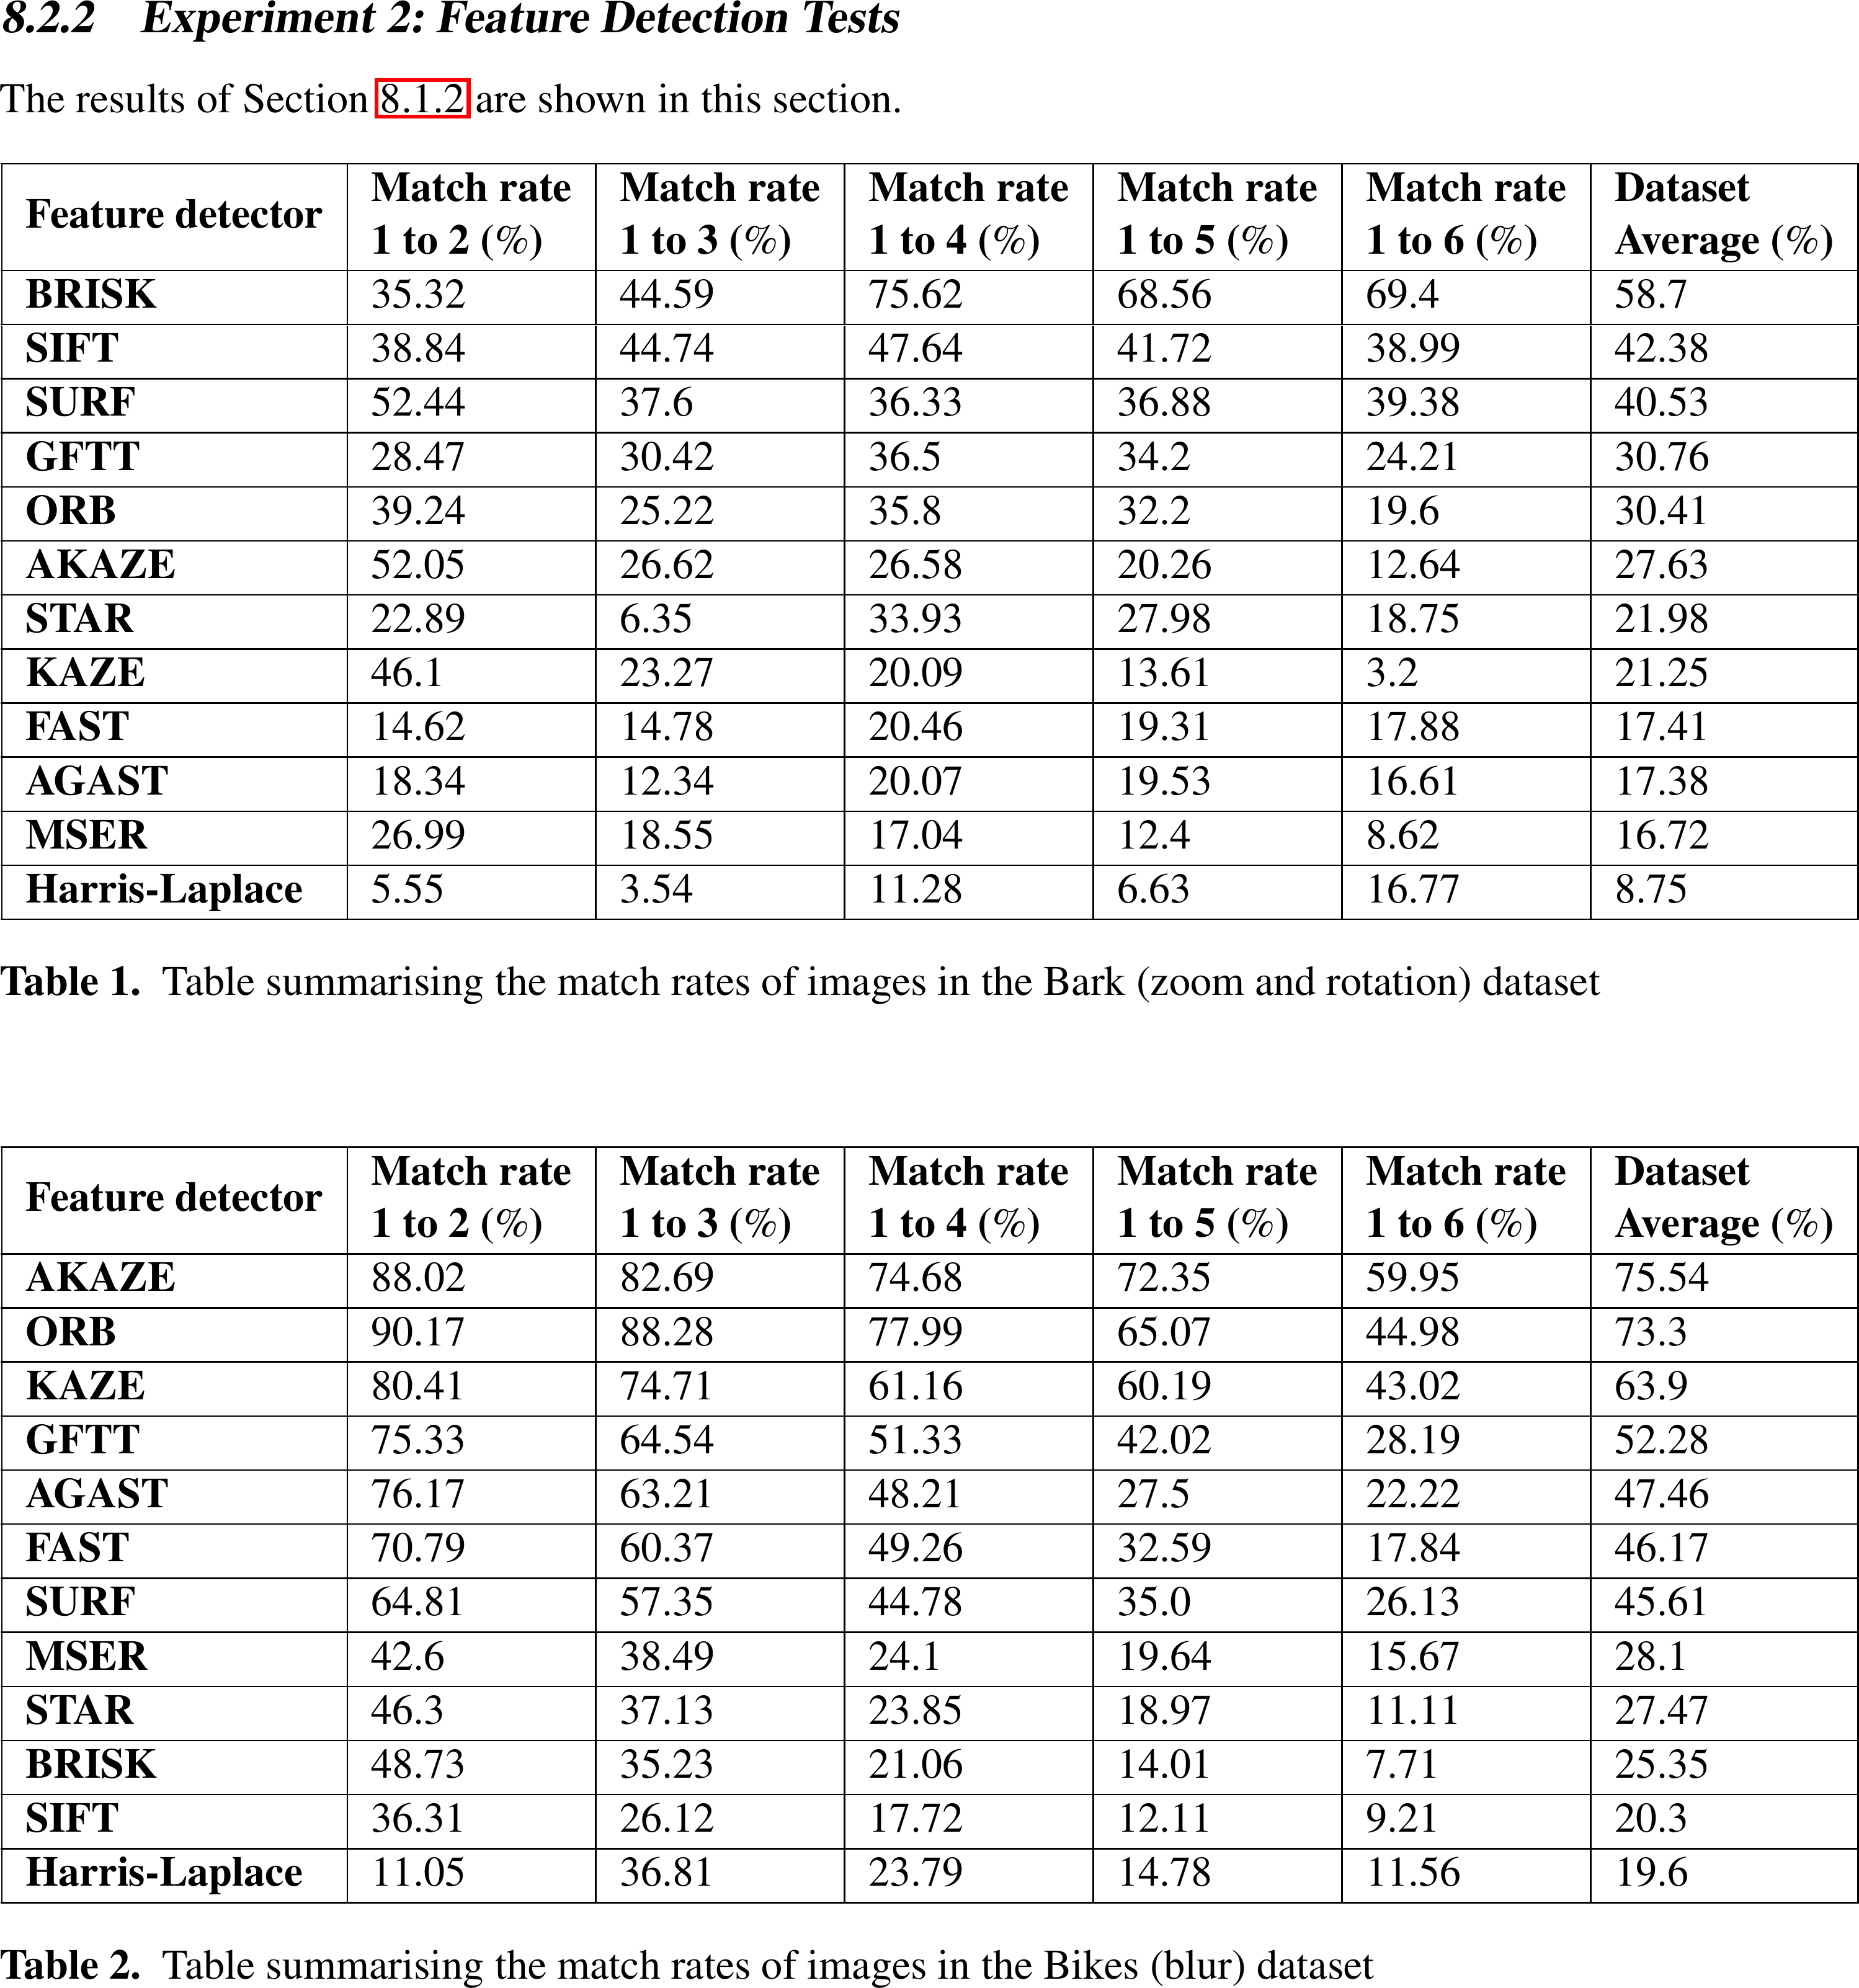 8.2.2 Experiment 2: Feature Detection Tests
The results of Section 8.1.2 are shown in this section.
Feature detector Match rate 1 to 2 (%) Match rate 1 to 3 (%) Match rate 1 to 4 (%) Match rate 1 to 5 (%) Match rate 1 to 6 (%) Dataset Average (%)
BRISK 35.32 44.59 75.62 68.56 69.4 58.7
SIFT 38.84 44.74 47.64 41.72 38.99 42.38
SURF 52.44 37.6 36.33 36.88 39.38 40.53
GFTT 28.47 30.42 36.5 34.2 24.21 30.76
ORB 39.24 25.22 35.8 32.2 19.6 30.41
AKAZE 52.05 26.62 26.58 20.26 12.64 27.63
STAR 22.89 6.35 33.93 27.98 18.75 21.98
KAZE 46.1 23.27 20.09 13.61 3.2 21.25
FAST 14.62 14.78 20.46 19.31 17.88 17.41
AGAST 18.34 12.34 20.07 19.53 16.61 17.38
MSER 26.99 18.55 17.04 12.4 8.62 16.72
Harris-Laplace 5.55 3.54 11.28 6.63 16.77 8.75
Table 1. Table summarising the match rates of images in the Bark (zoom and rotation) dataset
Feature detector Match rate 1 to 2 (%) Match rate 1 to 3 (%) Match rate 1 to 4 (%) Match rate 1 to 5 (%) Match rate 1 to 6 (%) Dataset Average (%)
AKAZE 88.02 82.69 74.68 72.35 59.95 75.54
ORB 90.17 88.28 77.99 65.07 44.98 73.3
KAZE 80.41 74.71 61.16 60.19 43.02 63.9
GFTT 75.33 64.54 51.33 42.02 28.19 52.28
AGAST 76.17 63.21 48.21 27.5 22.22 47.46
FAST 70.79 60.37 49.26 32.59 17.84 46.17
SURF 64.81 57.35 44.78 35.0 26.13 45.61
MSER 42.6 38.49 24.1 19.64 15.67 28.1
STAR 46.3 37.13 23.85 18.97 11.11 27.47
BRISK 48.73 35.23 21.06 14.01 7.71 25.35
SIFT 36.31 26.12 17.72 12.11 9.21 20.3
Harris-Laplace 11.05 36.81 23.79 14.78 11.56 19.6
Table 2. Table summarising the match rates of images in the Bikes (blur) dataset